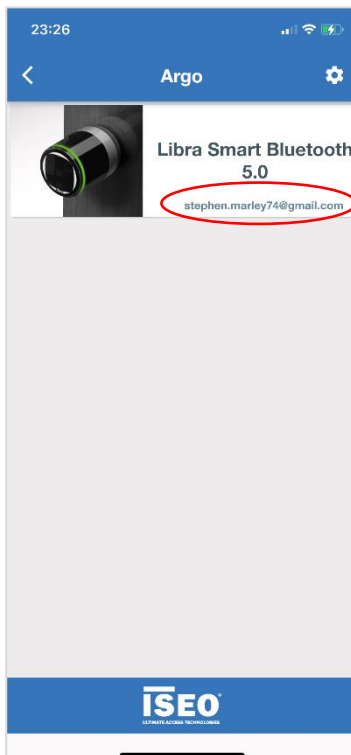 23:26
Argo
Libra Smart Bluetooth
5.0
stephen.marley74@gmail.com
ISEO
ULTIMATE ACCESS TECHNOLOGIES